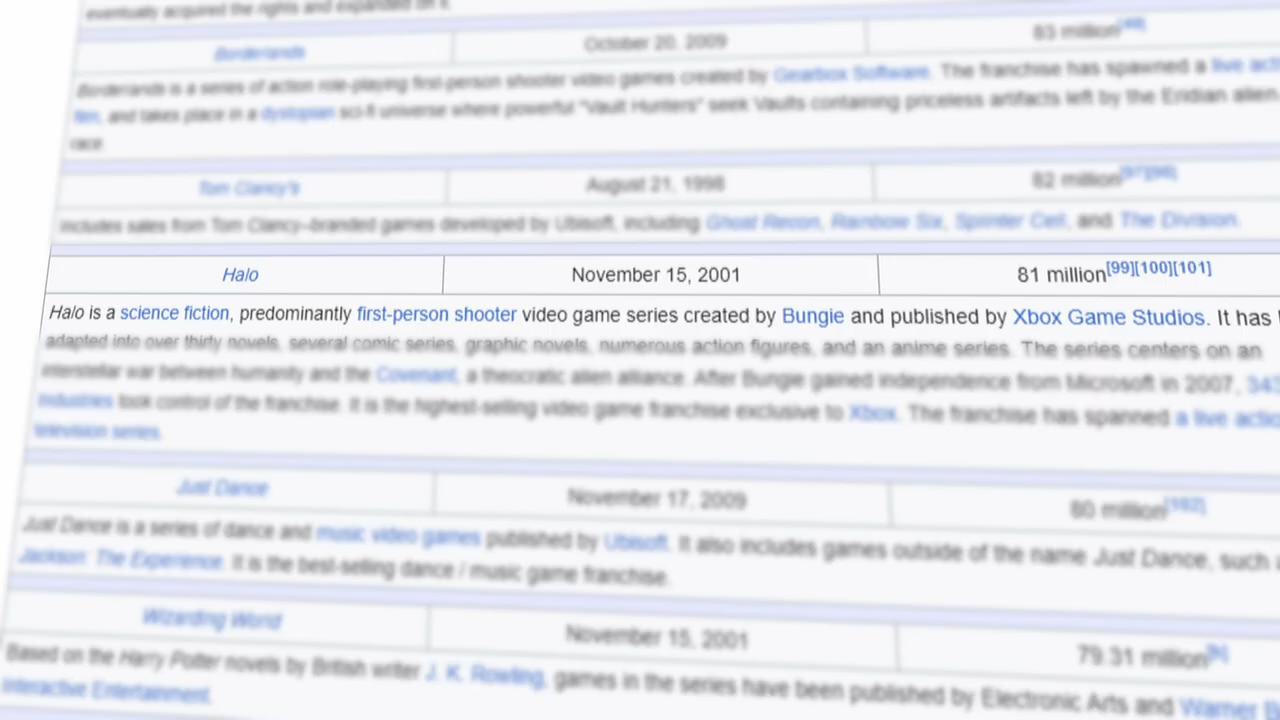 eventually acquired the rights and expanded on it.
Borderlands October 20, 2009 83 million
Borderlands is a series of action role-playing first-person shooter video games created by Gearbox Software. The franchise has spawned a live
film, and takes place in a dystopian sci-fi universe where powerful "Vault Hunters" seek Vaults containing priceless artifacts left by the Eridian alien
race.
Tom Clancy's August 21, 1998 82 million[97][98]
Includes sales from Tom Clancy–branded games developed by Ubisoft, including Ghost Recon, Rainbow Six, Splinter Cell, and The Division.
Halo November 15, 2001 81 million[99][100][101]
Halo is a science fiction, predominantly first-person shooter video game series created by Bungie and published by Xbox Game Studios. It has
adapted into over thirty novels, several comic series, graphic novels, numerous action figures, and an anime series. The series centers on an
interstellar war between humanity and the Covenant, a theocratic alien alliance. After Bungie gained independence from Microsoft in 2007, 343
Industries took control of the franchise. It is the highest-selling video game franchise exclusive to Xbox. The franchise has spanned a live actio
television series.
Just Dance November 17, 2009 80 million[102]
Just Dance is a series of dance and music video games published by Ubisoft. It also includes games outside of the name Just Dance, such
Jackson: The Experience. It is the best-selling dance / music game franchise.
Wizarding World November 15, 2001 79.31 million
Based on the Harry Potter novels by British writer J. K. Rowling, games in the series have been published by Electronic Arts and Warner
Interactive Entertainment.